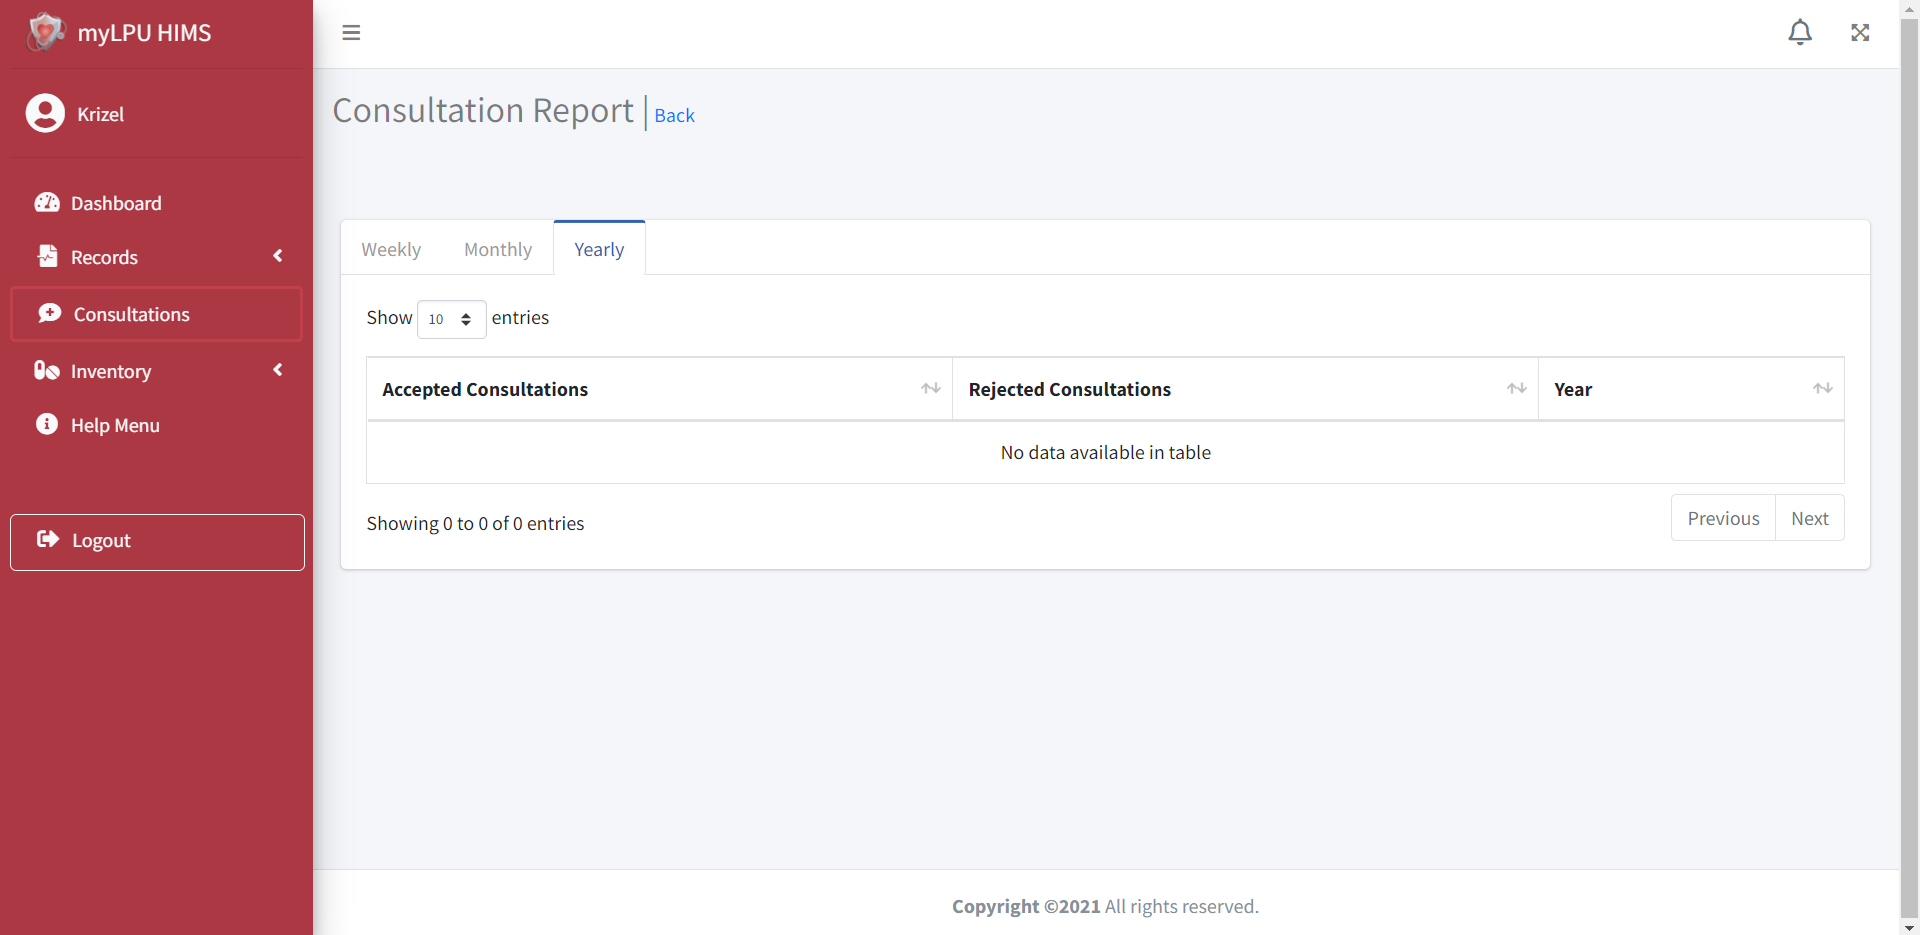 myLPU HIMS
Krizel
Dashboard
Records
Consultations
Inventory
Help Menu
Logout
Consultation Report | Back
Weekly Monthly Yearly
Show 10 entries
Accepted Consultations Rejected Consultations Year
No data available in table
Showing 0 to 0 of 0 entries
Previous Next
Copyright ©2021 All rights reserved.